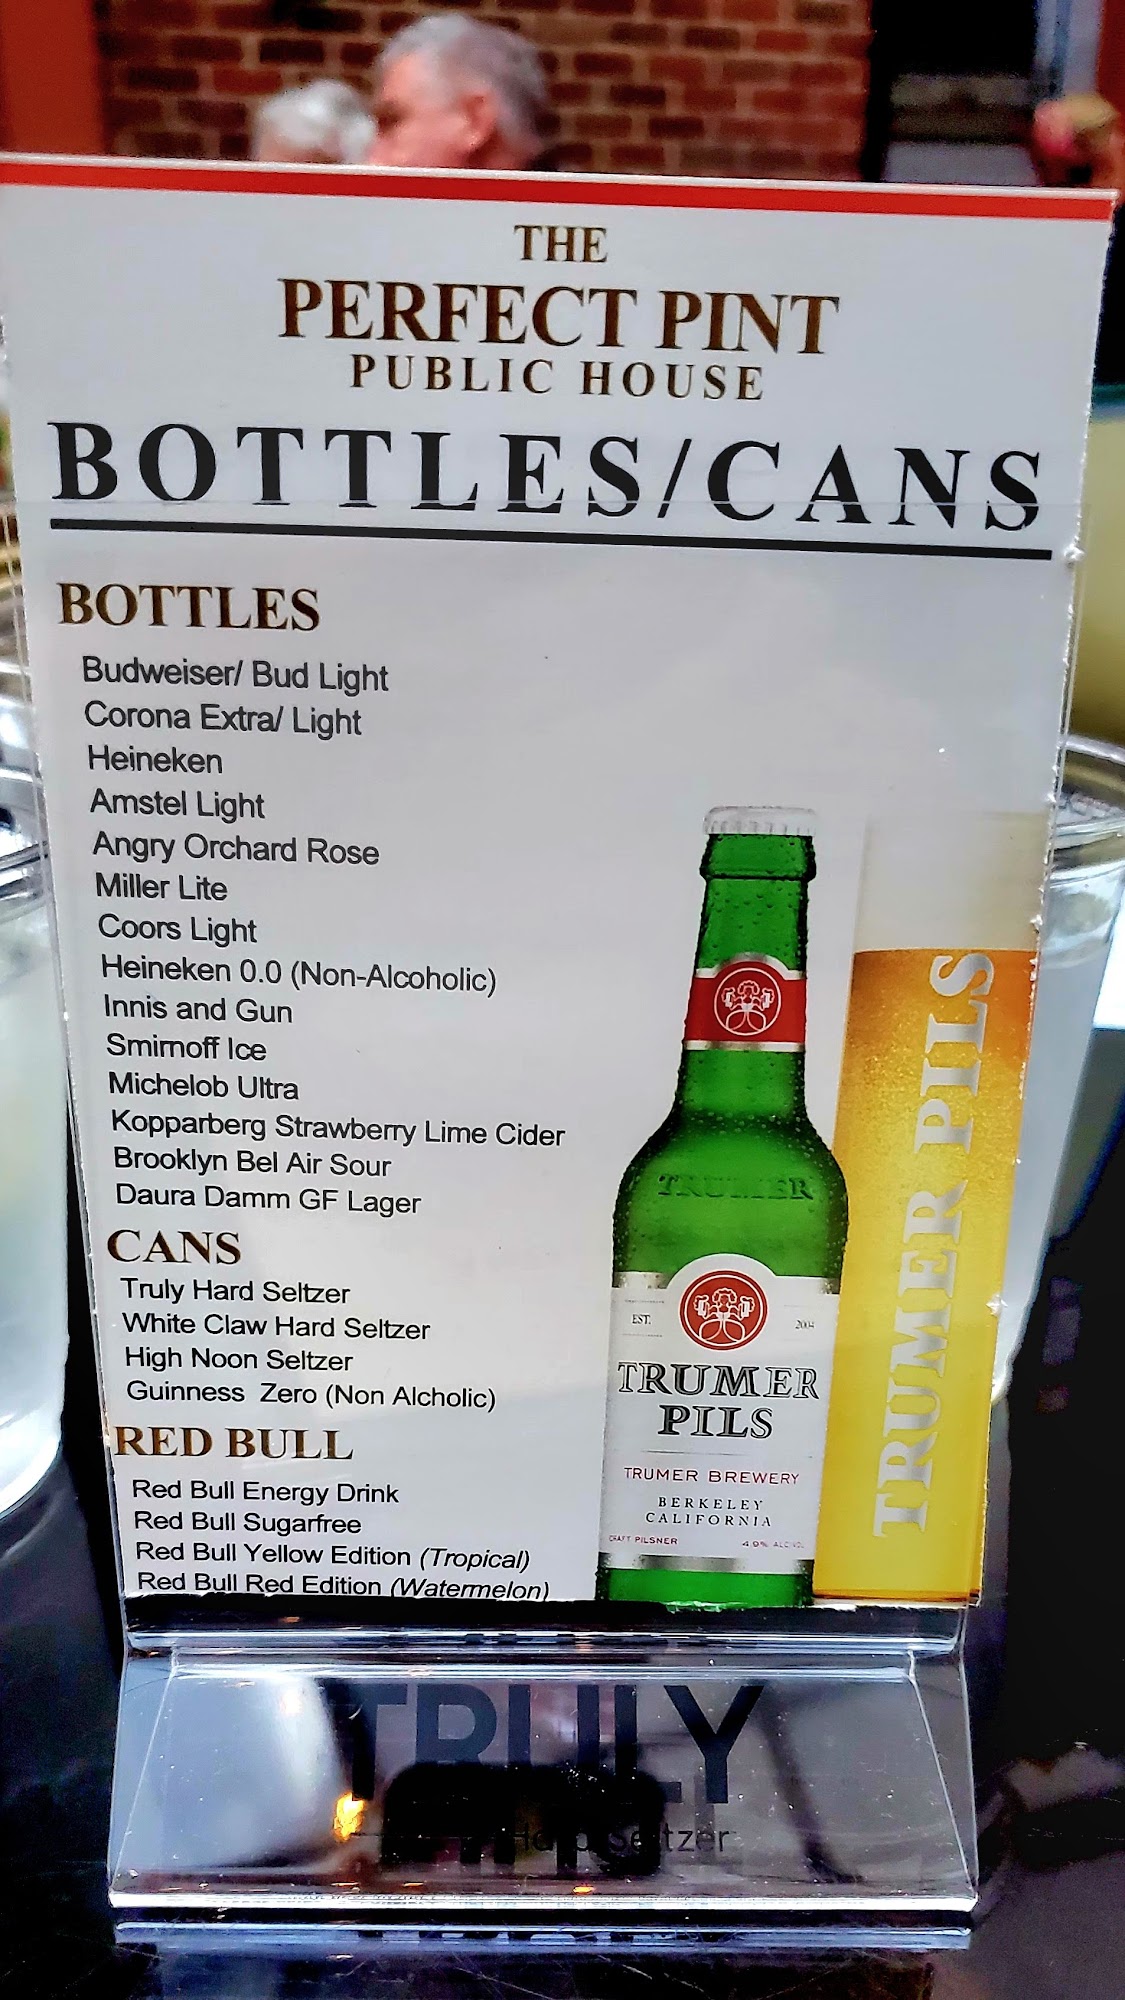 THE
PERFECT PINT
PUBLIC HOUSE
BOTTLES/CANS
BOTTLES
Budweiser/ Bud Light
Corona Extra/ Light
Heineken
Amstel Light
Angry Orchard Rose
Miller Lite
Coors Light
Heineken 0.0 (Non-Alcoholic)
Innis and Gun
Smirnoff Ice
Michelob Ultra
Kopparberg Strawberry Lime Cider
Brooklyn Bel Air Sour
Daura Damm GF Lager
CANS
Truly Hard Seltzer
White Claw Hard Seltzer
High Noon Seltzer
Guinness Zero (Non Alcholic)
RED BULL
Red Bull Energy Drink
Red Bull Sugarfree
Red Bull Yellow Edition (Tropical)
Red Bull Red Edition (Watermelon)
TRUMER
EST. 2004
TRUMER
PILS
TRUMER BREWERY
BERKELEY
CALIFORNIA
CRAFT PILSNER 4.9%
TRUMER PILS
TRULY
Seltzer